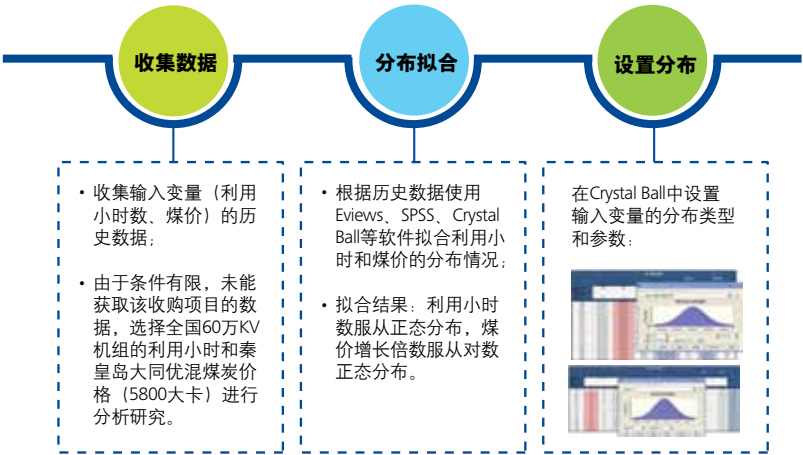 收集数据
分布拟合
设置分布
• 收集输入变量（利用
小时数、煤价）的历
史数据；
• 由于条件有限，未能
获取该收购项目的数
据，选择全国60万KV
机组的利用小时和秦
皇岛大同优混煤炭价
格（5800大卡）进行
分析研究。
• 根据历史数据使用
Eviews、SPSS、Crystal
Ball等软件拟合利用小
时和煤价的分布情况；
• 拟合结果：利用小时
数服从正态分布，煤
价增长倍数服从对数
正态分布。
在Crystal Ball中设置
输入变量的分布类型
和参数：